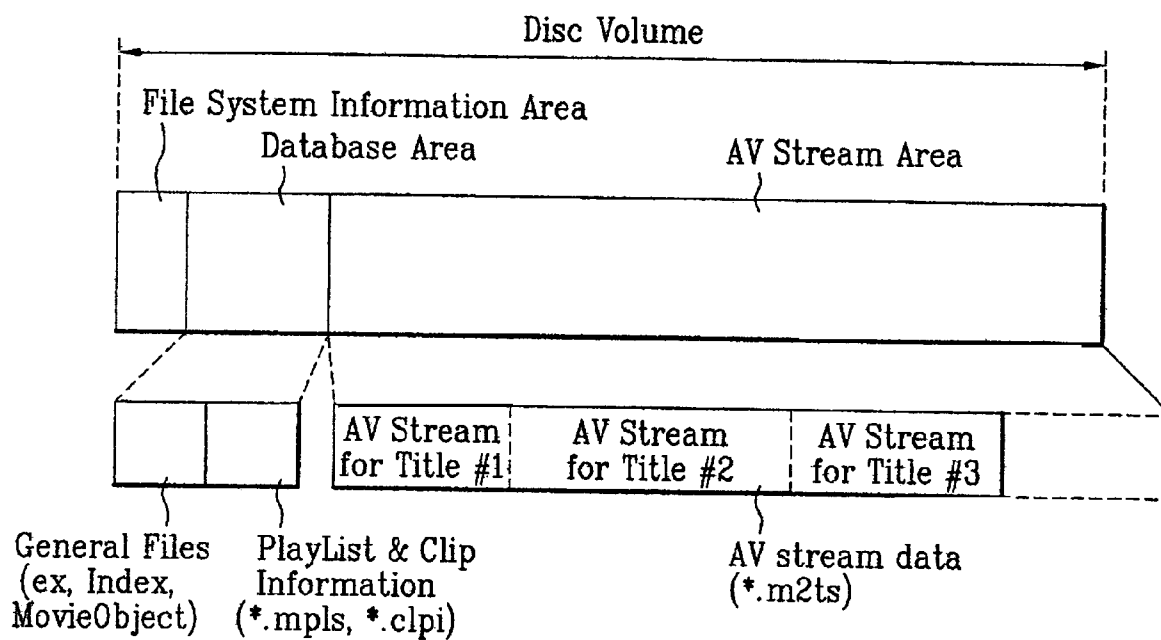 Disc Volume
File System Information Area
Database Area
AV Stream Area
AV Stream
for Title #1
AV Stream
for Title #2
AV Stream
for Title #3
General Files
(ex, Index,
MovieObject)
PlayList & Clip
Information
(*.mpls, *.clpi)
AV stream data
(*.m2ts)